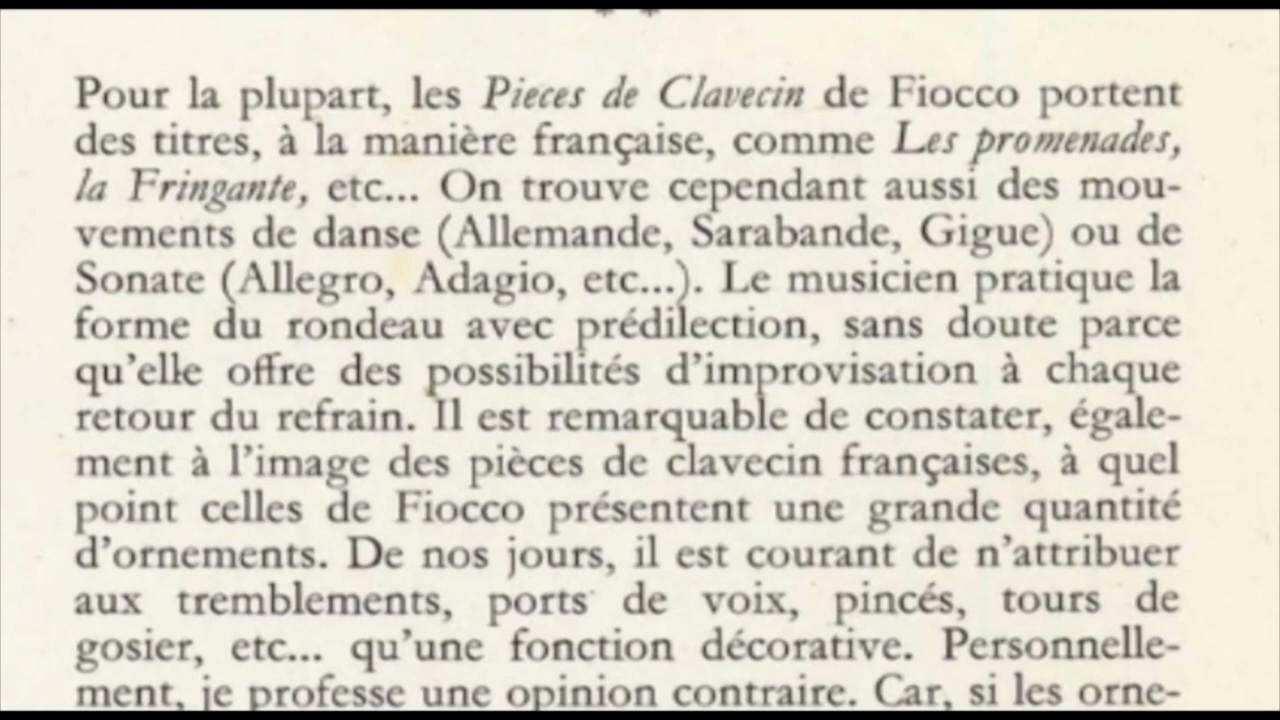 Pour la plupart, les Pieces de Clavecin de Fiocco portent
des titres, à la manière française, comme Les promenades,
la Fringante, etc... On trouve cependant aussi des mou-
vements de danse (Allemande, Sarabande, Gigue) ou de
Sonate (Allegro, Adagio, etc...). Le musicien pratique la
forme du rondeau avec prédilection, sans doute parce
qu'elle offre des possibilités d'improvisation à chaque
retour du refrain. Il est remarquable de constater, égale-
ment à l'image des pièces de clavecin françaises, à quel
point celles de Fiocco présentent une grande quantité
d'ornements. De nos jours, il est courant de n'attribuer
aux tremblements, ports de voix, pincés, tours de
gosier, etc... qu'une fonction décorative. Personnelle-
ment, je professe une opinion contraire. Car, si les orne-